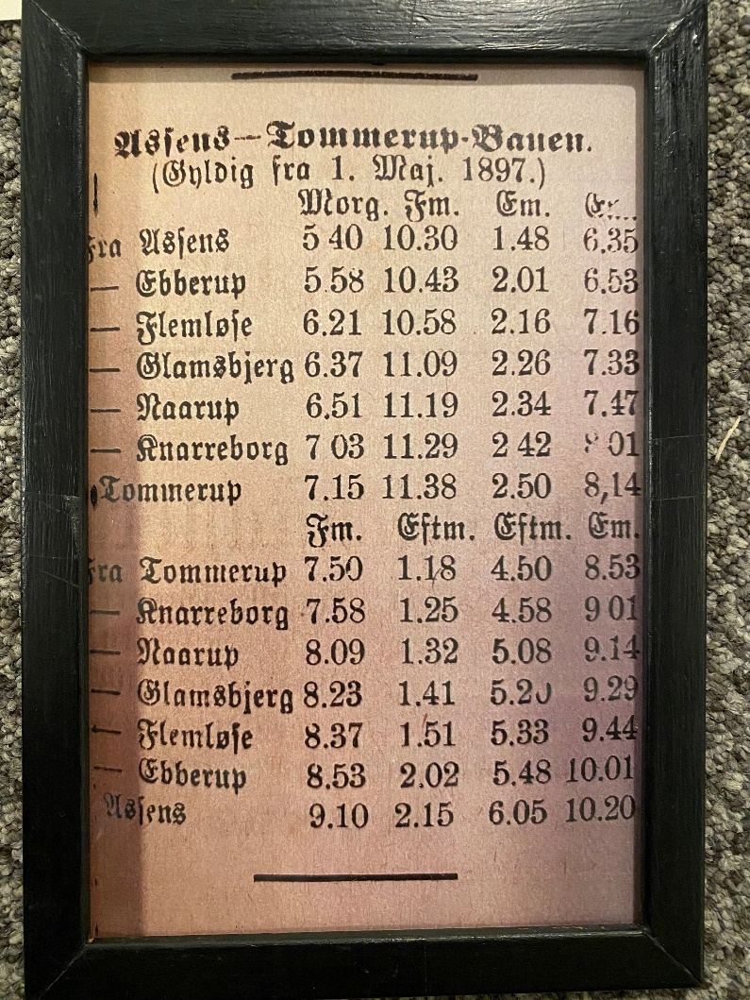 Assens—Tommerup-Banen.
(Gyldig fra 1. Maj. 1897.)
Morg. Fm. Em.
Fra Assens 5 40 10.30 1.48 6.35
— Ebberup 5.58 10.43 2.01 6.53
— Flemløse 6.21 10.58 2.16 7.16
— Glamsbjerg 6.37 11.09 2.26 7.33
— Naarup 6.51 11.19 2.34 7.47
— Knarreborg 7 03 11.29 2 42 8 01
Tommerup 7.15 11.38 2.50 8,14
Fm. Eftm. Eftm. Em.
Fra Tommerup 7.50 1.18 4.50 8.53
— Knarreborg 7.58 1.25 4.58 9 01
— Naarup 8.09 1.32 5.08 9.14
— Glamsbjerg 8.23 1.41 5.20 9.29
— Flemløse 8.37 1.51 5.33 9.44
— Ebberup 8.53 2.02 5.48 10.01
Assens 9.10 2.15 6.05 10.20